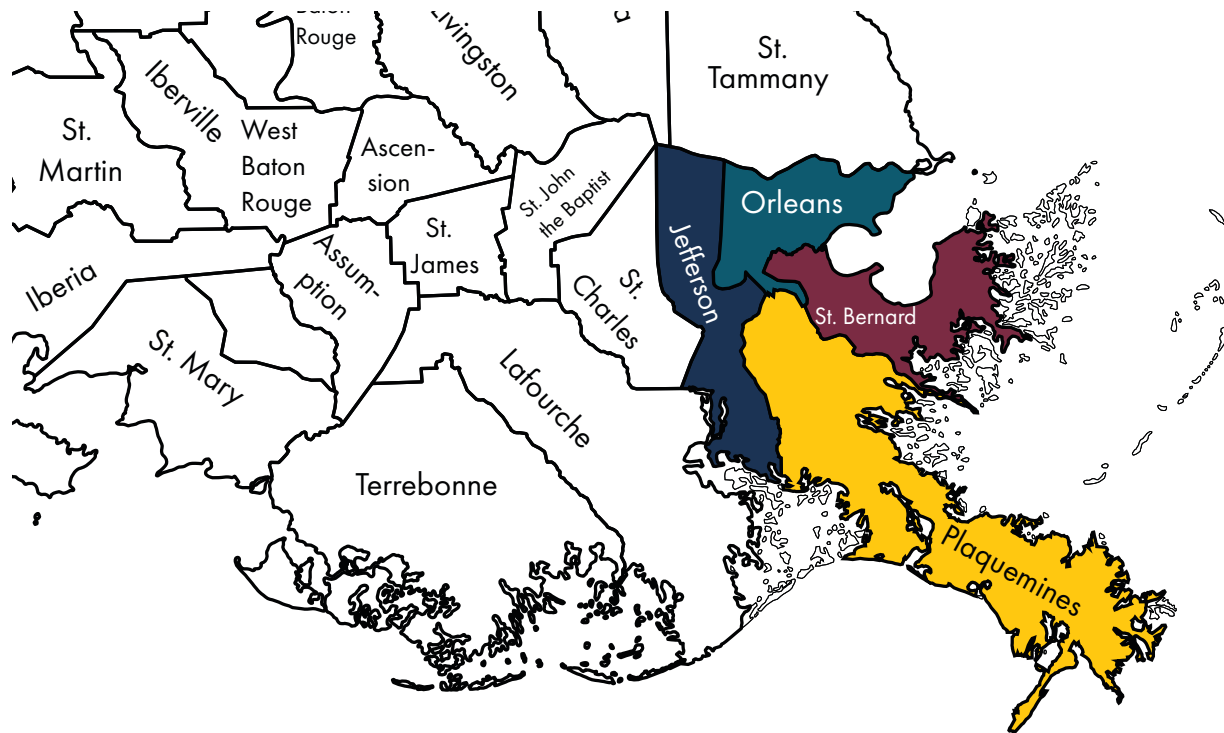 Rouge
Livingston
St.
Tammany
Iberville
St.
Martin
West
Baton
Rouge
Ascen-
sion
St. John
the Baptist
Orleans
Jefferson
St.
James
Assum-
ption
Iberia
St.
Charles
St. Bernard
St. Mary
Lafourche
Terrebonne
Plaquemines